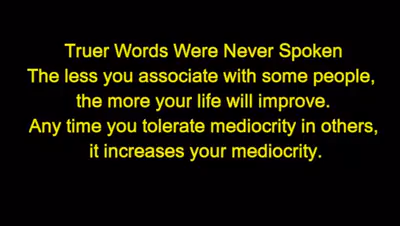 Truer Words Were Never Spoken
The less you associate with some people,
the more your life will improve.
Any time you tolerate mediocrity in others,
it increases your mediocrity.